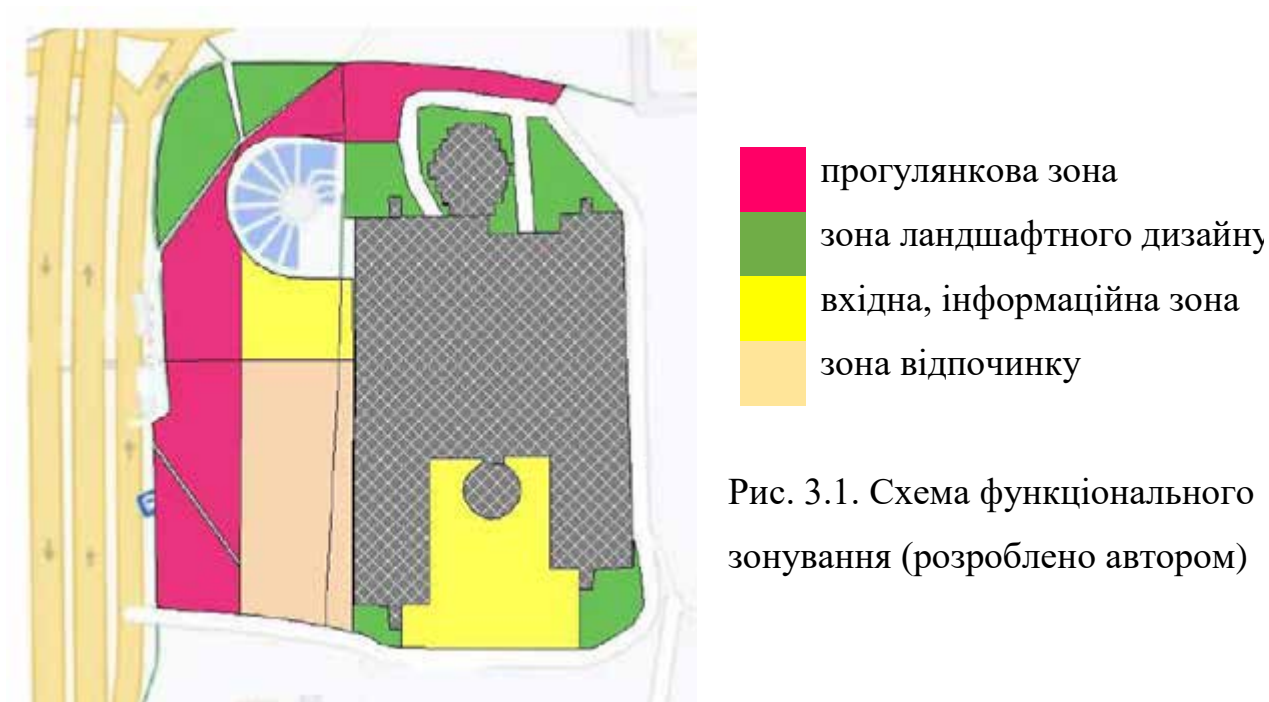 прогулянкова зона
зона ландшафтного дизайну
вхідна, інформаційна зона
зона відпочинку
Рис. 3.1. Схема функціонального
зонування (розроблено автором)